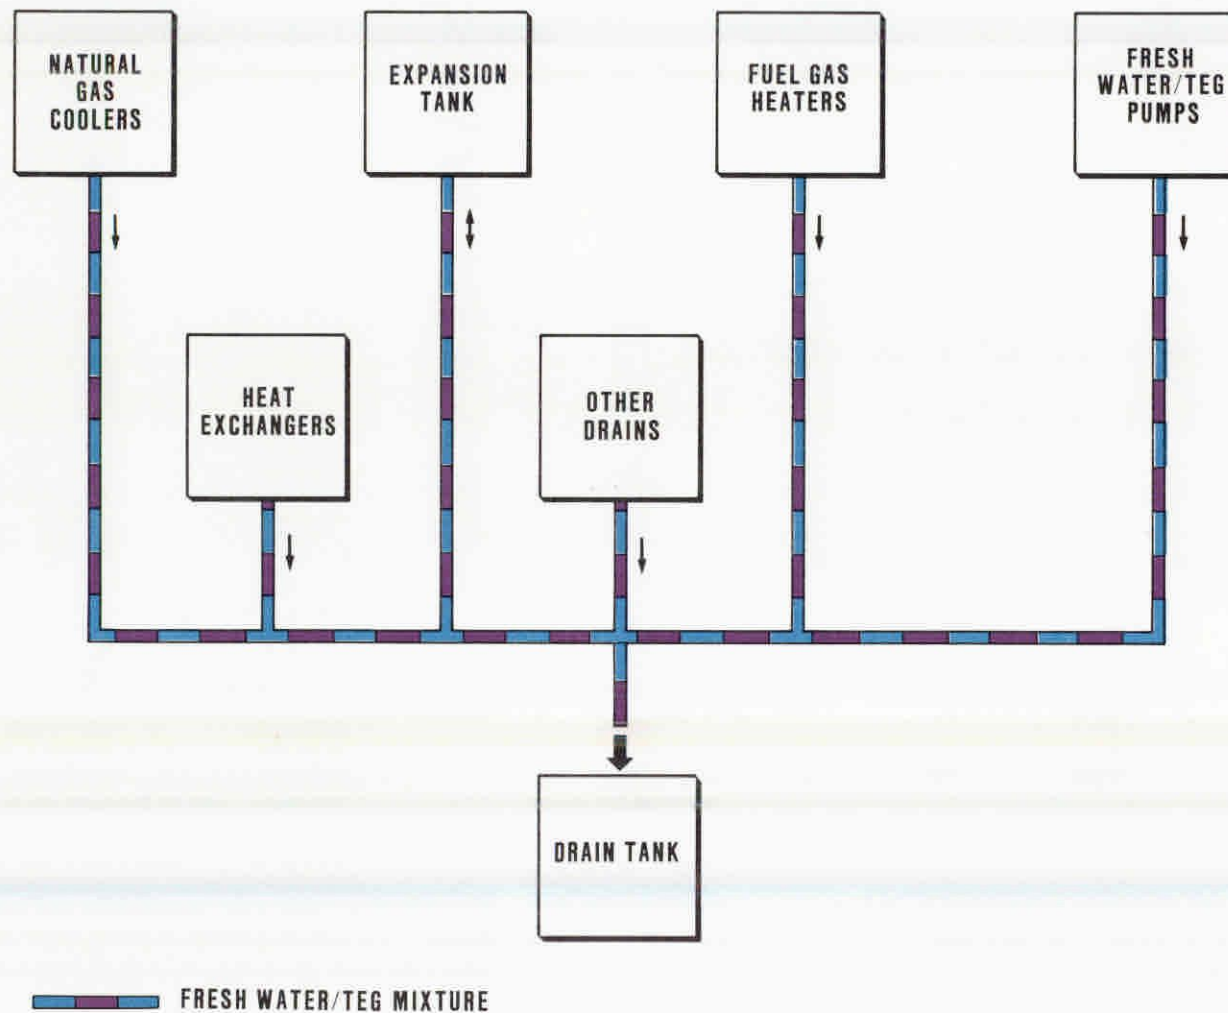 NATURAL
GAS
COOLERS
EXPANSION
TANK
FUEL GAS
HEATERS
FRESH
WATER/TEG
PUMPS
HEAT
EXCHANGERS
OTHER
DRAINS
DRAIN TANK
FRESH WATER/TEG MIXTURE